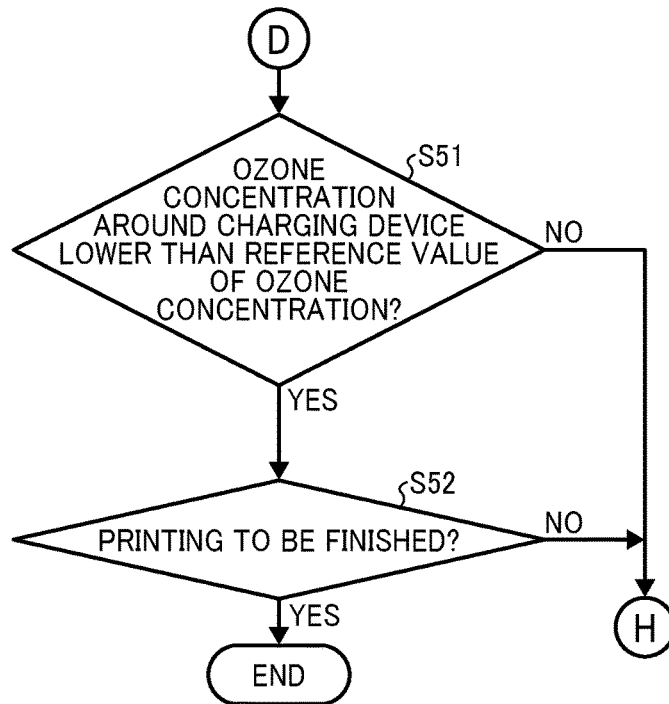 D
S51
OZONE
CONCENTRATION
AROUND CHARGING DEVICE
LOWER THAN REFERENCE VALUE
OF OZONE
CONCENTRATION?
NO
YES
S52
PRINTING TO BE FINISHED?
NO
YES
H
END